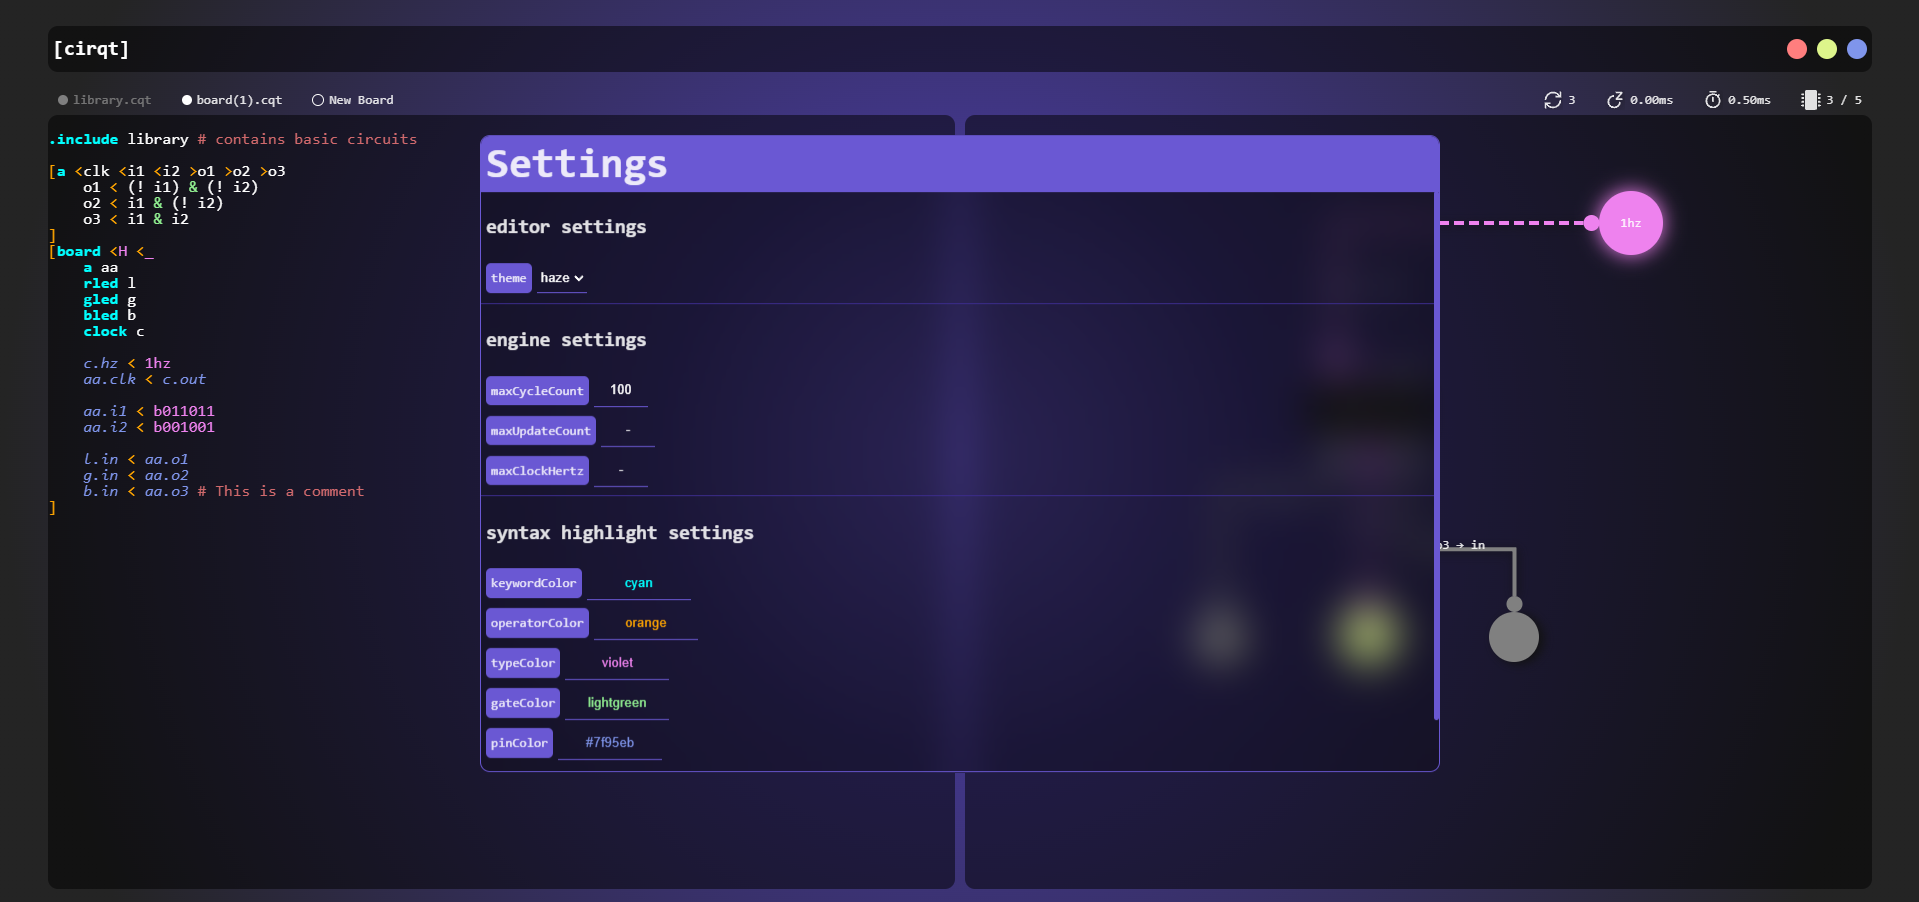 [cirqt]
library.cqt board(1).cqt New Board
3 0.00ms 0.50ms 3 / 5
.include library # contains basic circuits
[a <clk <i1 <i2 >o1 >o2 >o3
o1 < (! i1) & (! i2)
o2 < i1 & (! i2)
o3 < i1 & i2
]
[board <H <_
a aa
rled l
gled g
bled b
clock c
c.hz < 1hz
aa.clk < c.out
aa.i1 < b011011
aa.i2 < b001001
l.in < aa.o1
g.in < aa.o2
b.in < aa.o3 # This is a comment
]
Settings
editor settings
theme haze
engine settings
maxCycleCount 100
maxUpdateCount -
maxClockHertz -
syntax highlight settings
keywordColor cyan
operatorColor orange
typeColor violet
gateColor lightgreen
pinColor #7f95eb
1hz
o3 → in